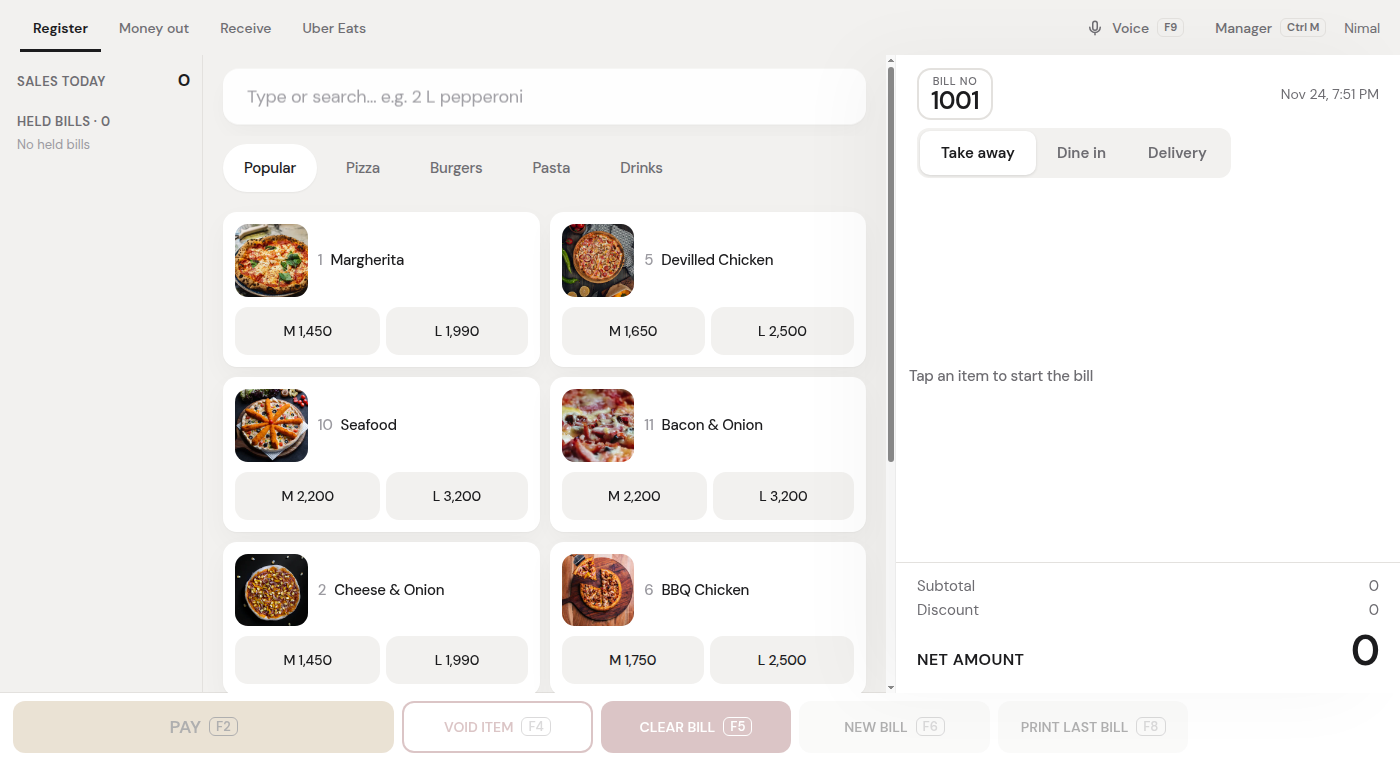 Register Money out Receive Uber Eats Voice F9 Manager Ctrl M Nimal
SALES TODAY 0
HELD BILLS · 0
No held bills
Type or search... e.g. 2 L pepperoni
Popular Pizza Burgers Pasta Drinks
1 Margherita
M 1,450 L 1,990
5 Devilled Chicken
M 1,650 L 2,500
10 Seafood
M 2,200 L 3,200
11 Bacon & Onion
M 2,200 L 3,200
2 Cheese & Onion
M 1,450 L 1,990
6 BBQ Chicken
M 1,750 L 2,500
BILL NO
1001
Nov 24, 7:51 PM
Take away Dine in Delivery
Tap an item to start the bill
Subtotal 0
Discount 0
NET AMOUNT 0
PAY F2 VOID ITEM F4 CLEAR BILL F5 NEW BILL F6 PRINT LAST BILL F8